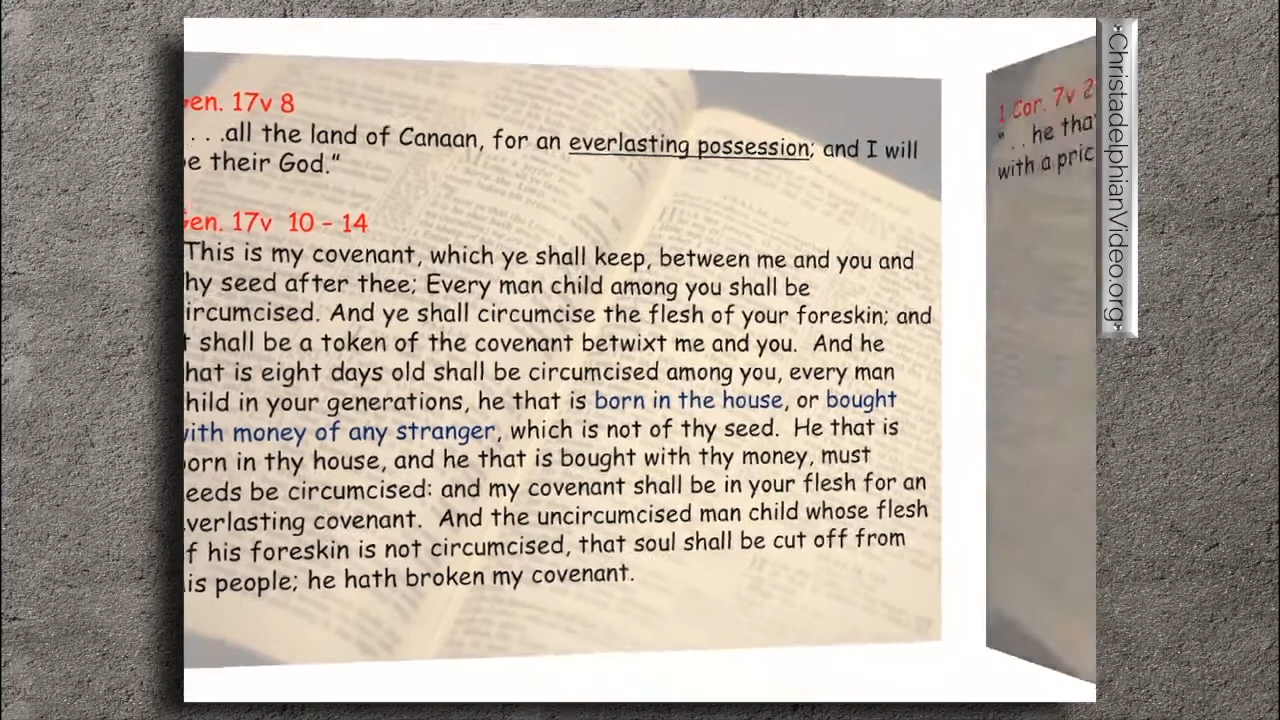 en. 17v 8
. . .all the land of Canaan, for an everlasting possession; and I will
e their God.“
en. 17v 10 - 14
This is my covenant, which ye shall keep, between me and you and
hy seed after thee; Every man child among you shall be
ircumcised. And ye shall circumcise the flesh of your foreskin; and
t shall be a token of the covenant betwixt me and you. And he
hat is eight days old shall be circumcised among you, every man
hild in your generations, he that is born in the house, or bought
ith money of any stranger, which is not of thy seed. He that is
orn in thy house, and he that is bought with thy money, must
eeds be circumcised: and my covenant shall be in your flesh for an
verlasting covenant. And the uncircumcised man child whose flesh
f his foreskin is not circumcised, that soul shall be cut off from
is people; he hath broken my covenant.
1 Cor. 7v 2
“. . he tha
with a pric
ChristadelphianVideo.org